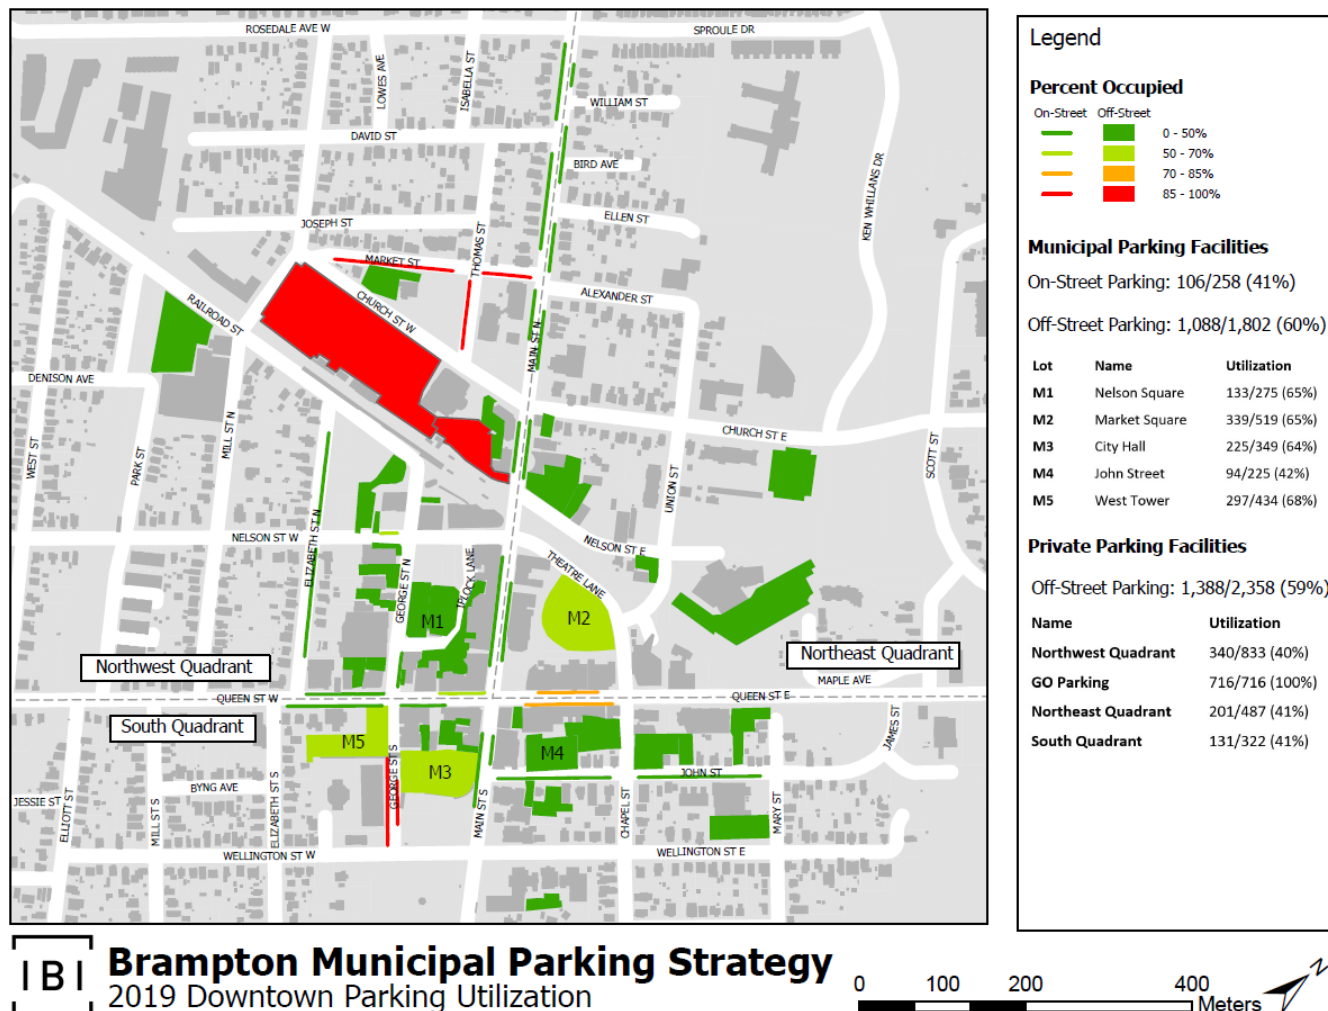 ROSEDALE AVE W
SPROULE DR
LOWES AVE
ISABELLA ST
WILLIAM ST
DAVID ST
BIRD AVE
KEN WHILLANS DR
ELLEN ST
JOSEPH ST
THOMAS ST
MARKET ST
ALEXANDER ST
RAILROAD ST
CHURCH ST W
MAIN ST N
DENISON AVE
MILL ST N
CHURCH ST E
WEST ST
PARK ST
SCOTT ST
UNION ST
ELIZABETH ST N
NELSON ST W
NELSON ST E
THEATRE LANE
IPLOCK LANE
GEORGE ST N
M1
M2
Northwest Quadrant
Northeast Quadrant
MAPLE AVE
QUEEN ST W
QUEEN ST E
South Quadrant
M5
M4
M3
JAMES ST
JOHN ST
GEORGE ST S
BYNG AVE
JESSIE ST
ELLIOTT ST
MILL ST S
ELIZABETH ST S
MAIN ST S
CHAPEL ST
MARY ST
WELLINGTON ST W
WELLINGTON ST E
Legend
Percent Occupied
On-Street Off-Street
0 - 50%
50 - 70%
70 - 85%
85 - 100%
Municipal Parking Facilities
On-Street Parking: 106/258 (41%)
Off-Street Parking: 1,088/1,802 (60%)
Lot Name Utilization
M1 Nelson Square 133/275 (65%)
M2 Market Square 339/519 (65%)
M3 City Hall 225/349 (64%)
M4 John Street 94/225 (42%)
M5 West Tower 297/434 (68%)
Private Parking Facilities
Off-Street Parking: 1,388/2,358 (59%)
Name Utilization
Northwest Quadrant 340/833 (40%)
GO Parking 716/716 (100%)
Northeast Quadrant 201/487 (41%)
South Quadrant 131/322 (41%)
IBI
Brampton Municipal Parking Strategy
2019 Downtown Parking Utilization
0 100 200 400
Meters
N